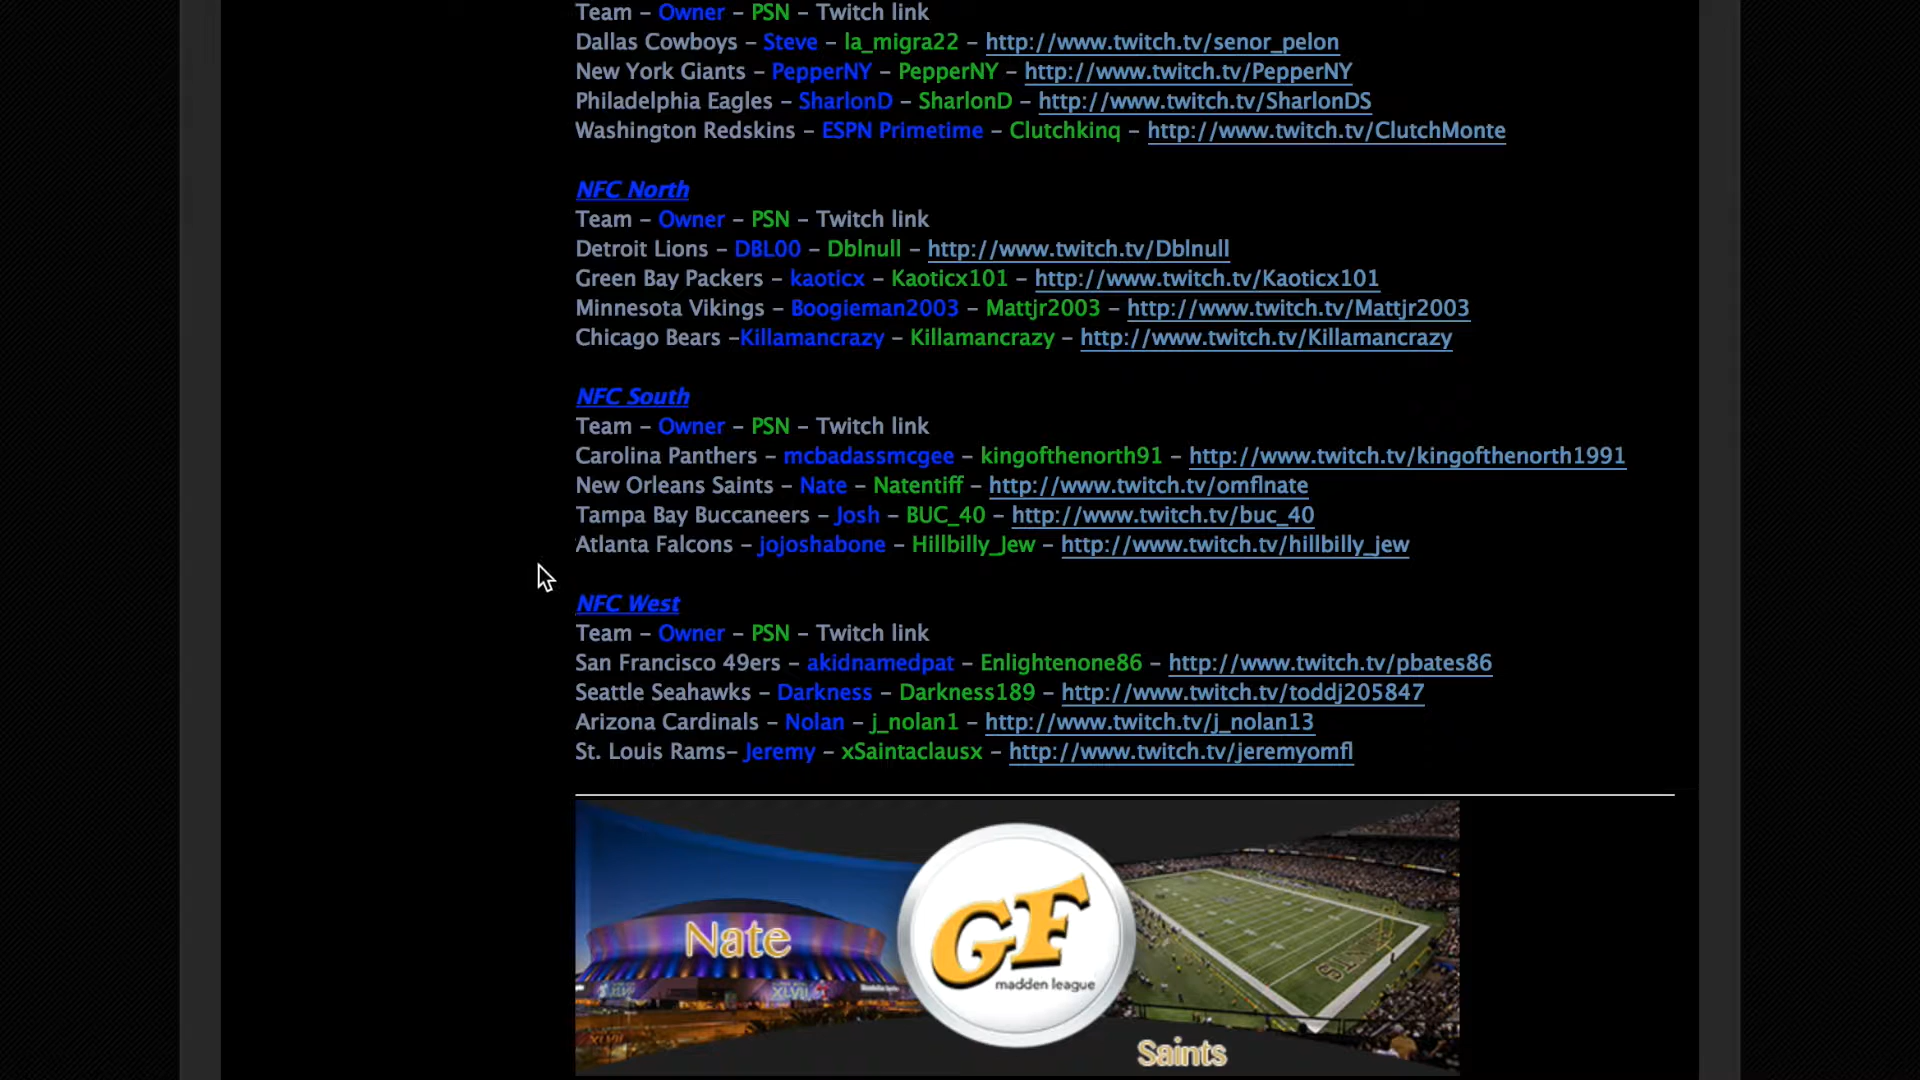 Team – Owner – PSN – Twitch link
Dallas Cowboys – Steve – la_migra22 – http://www.twitch.tv/senor_pelon
New York Giants – PepperNY – PepperNY – http://www.twitch.tv/PepperNY
Philadelphia Eagles – SharlonD – SharlonD – http://www.twitch.tv/SharlonDS
Washington Redskins – ESPN Primetime – Clutchkinq – http://www.twitch.tv/ClutchMonte
NFC North
Team – Owner – PSN – Twitch link
Detroit Lions – DBL00 – Dblnull – http://www.twitch.tv/Dblnull
Green Bay Packers – kaoticx – Kaoticx101 – http://www.twitch.tv/Kaoticx101
Minnesota Vikings – Boogieman2003 – Mattjr2003 – http://www.twitch.tv/Mattjr2003
Chicago Bears –Killamancrazy – Killamancrazy – http://www.twitch.tv/Killamancrazy
NFC South
Team – Owner – PSN – Twitch link
Carolina Panthers – mcbadassmcgee – kingofthenorth91 – http://www.twitch.tv/kingofthenorth1991
New Orleans Saints – Nate – Natentiff – http://www.twitch.tv/omflnate
Tampa Bay Buccaneers – Josh – BUC_40 – http://www.twitch.tv/buc_40
Atlanta Falcons – jojoshabone – Hillbilly_Jew – http://www.twitch.tv/hillbilly_jew
NFC West
Team – Owner – PSN – Twitch link
San Francisco 49ers – akidnamedpat – Enlightenone86 – http://www.twitch.tv/pbates86
Seattle Seahawks – Darkness – Darkness189 – http://www.twitch.tv/toddj205847
Arizona Cardinals – Nolan – j_nolan1 – http://www.twitch.tv/j_nolan13
St. Louis Rams– Jeremy – xSaintaclausx – http://www.twitch.tv/jeremyomfl
Nate
GF
madden league
SAINTS
XLVII
Saints